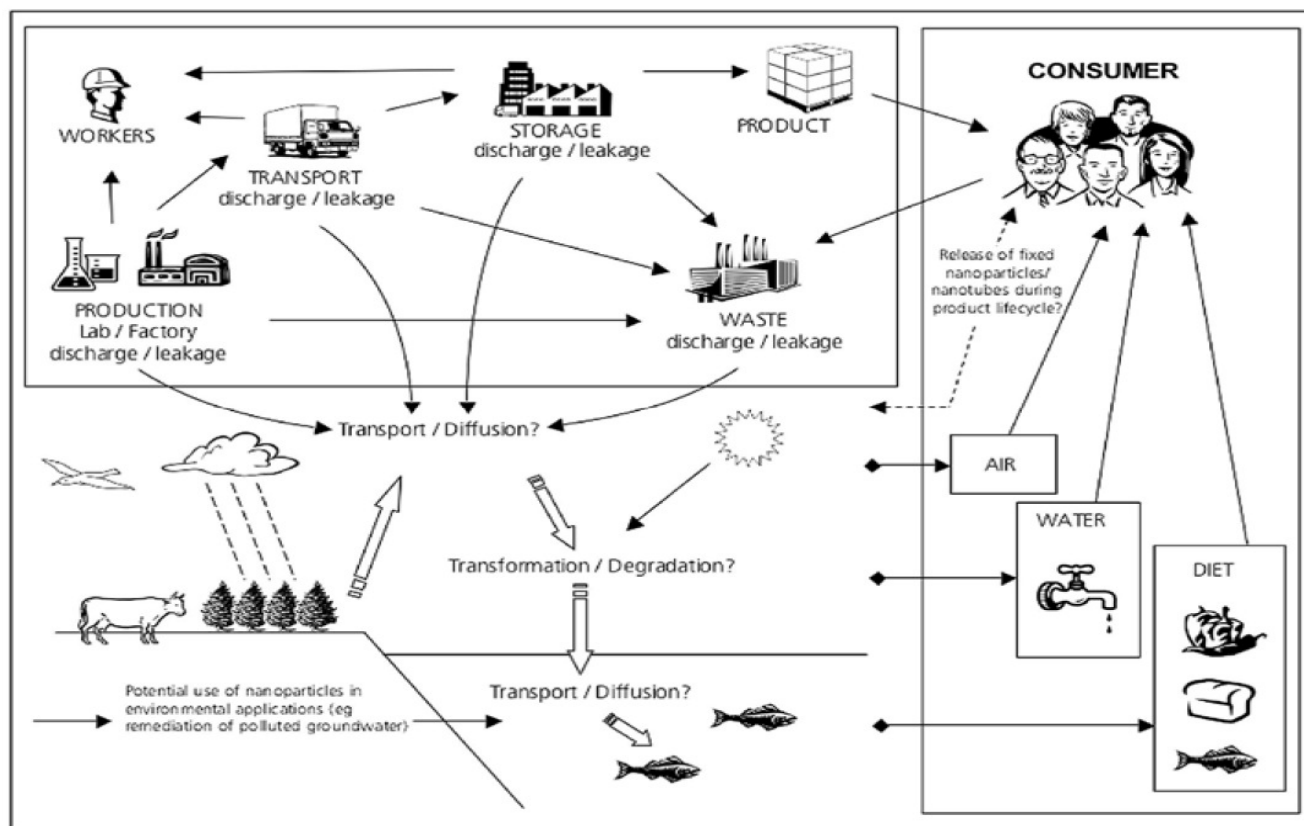 WORKERS
TRANSPORT
discharge / leakage
STORAGE
discharge / leakage
PRODUCT
PRODUCTION
Lab / Factory
discharge / leakage
WASTE
discharge / leakage
CONSUMER
Release of fixed
nanoparticles/
nanotubes during
product lifecycle?
Transport / Diffusion?
Transformation / Degradation?
Transport / Diffusion?
Potential use of nanoparticles in
environmental applications (eg
remediation of polluted groundwater)
AIR
WATER
DIET